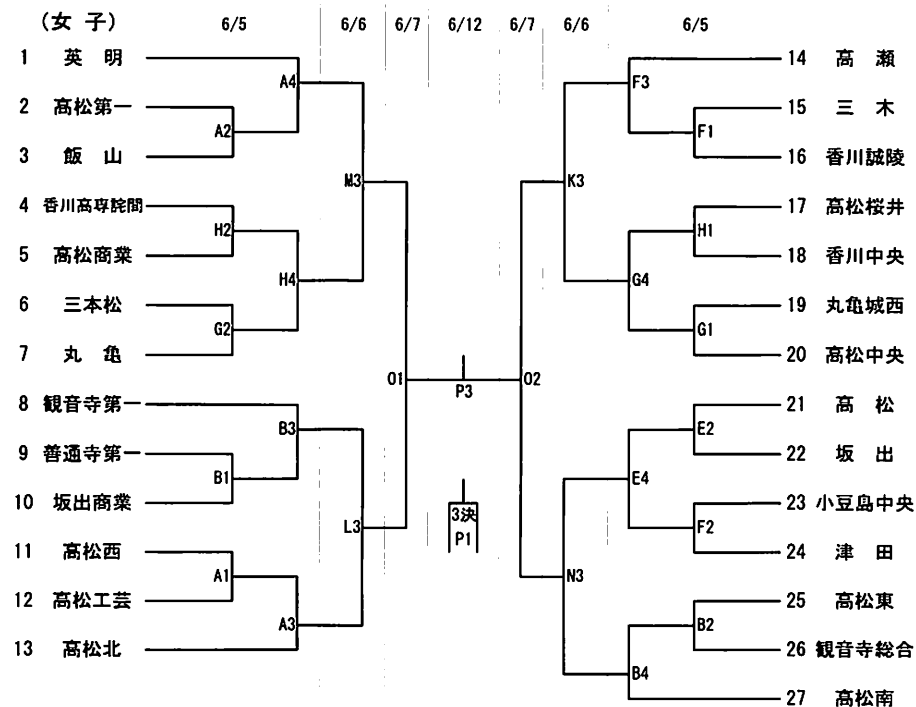 (女 子)
6/5 6/6 6/7 6/12 6/7 6/6 6/5
1 英 明
2 高松第一
3 飯 山
4 香川高専詫間
5 高松商業
6 三本松
7 丸 亀
8 観音寺第一
9 善通寺第一
10 坂出商業
11 高松西
12 高松工芸
13 高松北
A4
A2
H2
H4
G2
B3
B1
A1
A3
M3
L3
O1
P3
3決
P1
O2
K3
N3
F3
F1
H1
G4
G1
E2
E4
F2
B2
B4
14 高 瀬
15 三 木
16 香川誠陵
17 高松桜井
18 香川中央
19 丸亀城西
20 高松中央
21 高 松
22 坂 出
23 小豆島中央
24 津 田
25 高松東
26 観音寺総合
27 高松南